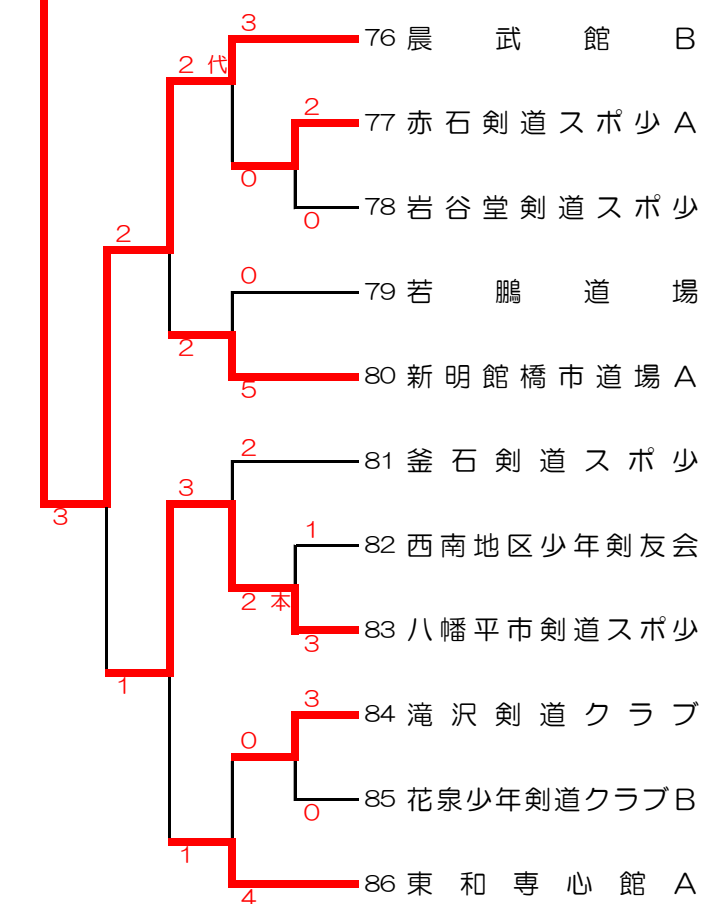 3
76 晨武館B
2 代
2
77 赤石剣道スポ少A
0
78 岩谷堂剣道スポ少
0
2
0
79 若鵬道場
2
80 新明館橋市道場A
5
2
81 釜石剣道スポ少
3
1
82 西南地区少年剣友会
3
2 本
83 八幡平市剣道スポ少
3
1
3
84 滝沢剣道クラブ
0
85 花泉少年剣道クラブB
0
1
86 東和専心館A
4